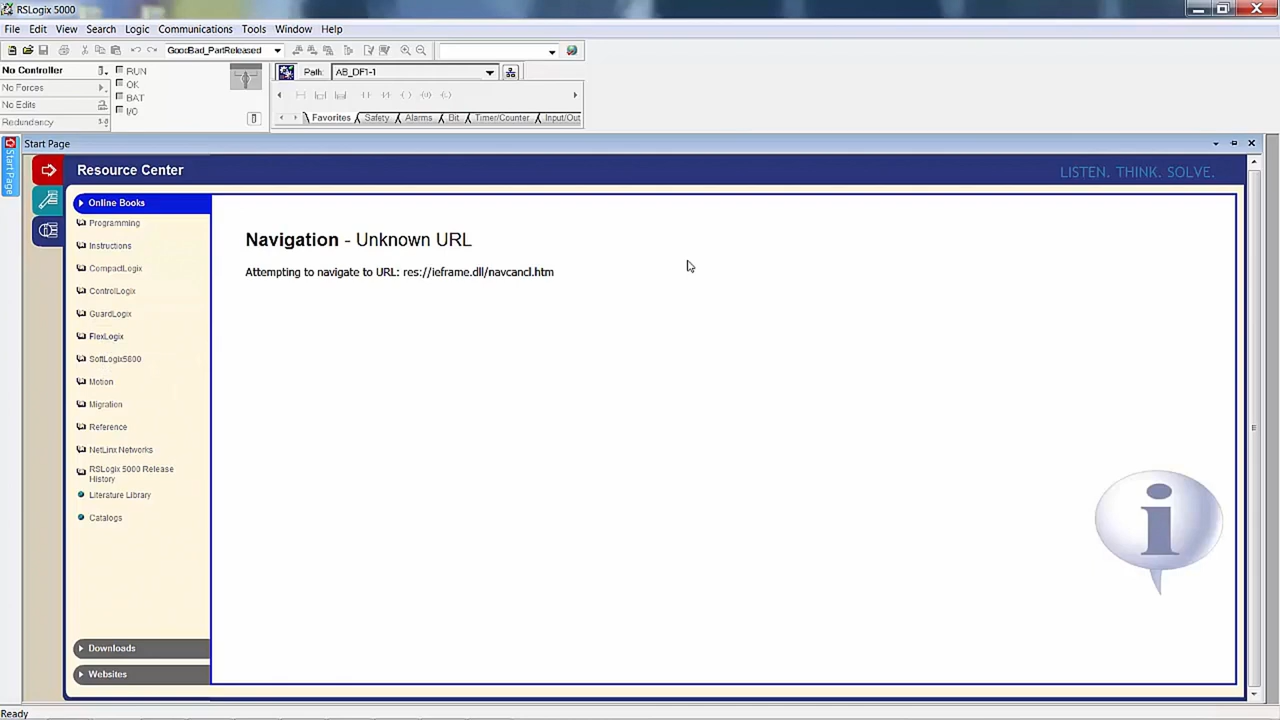 RSLogix 5000
File Edit View Search Logic Communications Tools Window Help
GoodBad_PartReleased
No Controller
RUN
Path: AB_DF1-1
No Forces
OK
No Edits
BAT
Redundancy
I/O
Favorites Safety Alarms Bit Timer/Counter Input/Out
Start Page
Start Page
Resource Center
LISTEN. THINK. SOLVE.
Online Books
Programming
Instructions
CompactLogix
ControlLogix
GuardLogix
FlexLogix
SoftLogix5800
Motion
Migration
Reference
NetLinx Networks
RSLogix 5000 Release
History
Literature Library
Catalogs
Downloads
Websites
Navigation - Unknown URL
Attempting to navigate to URL: res://ieframe.dll/navcancl.htm
Ready